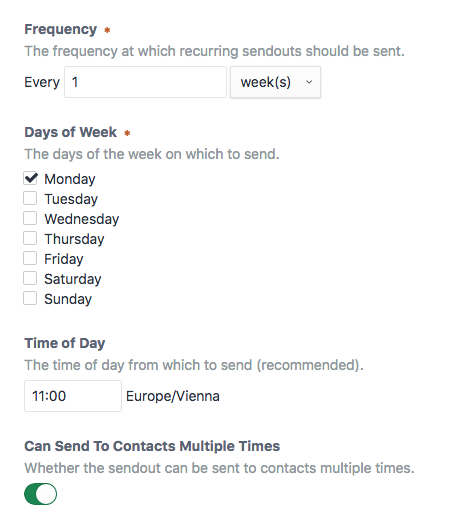 Frequency *
The frequency at which recurring sendouts should be sent.
Every 1 week(s)
Days of Week *
The days of the week on which to send.
Monday
Tuesday
Wednesday
Thursday
Friday
Saturday
Sunday
Time of Day
The time of day from which to send (recommended).
11:00 Europe/Vienna
Can Send To Contacts Multiple Times
Whether the sendout can be sent to contacts multiple times.